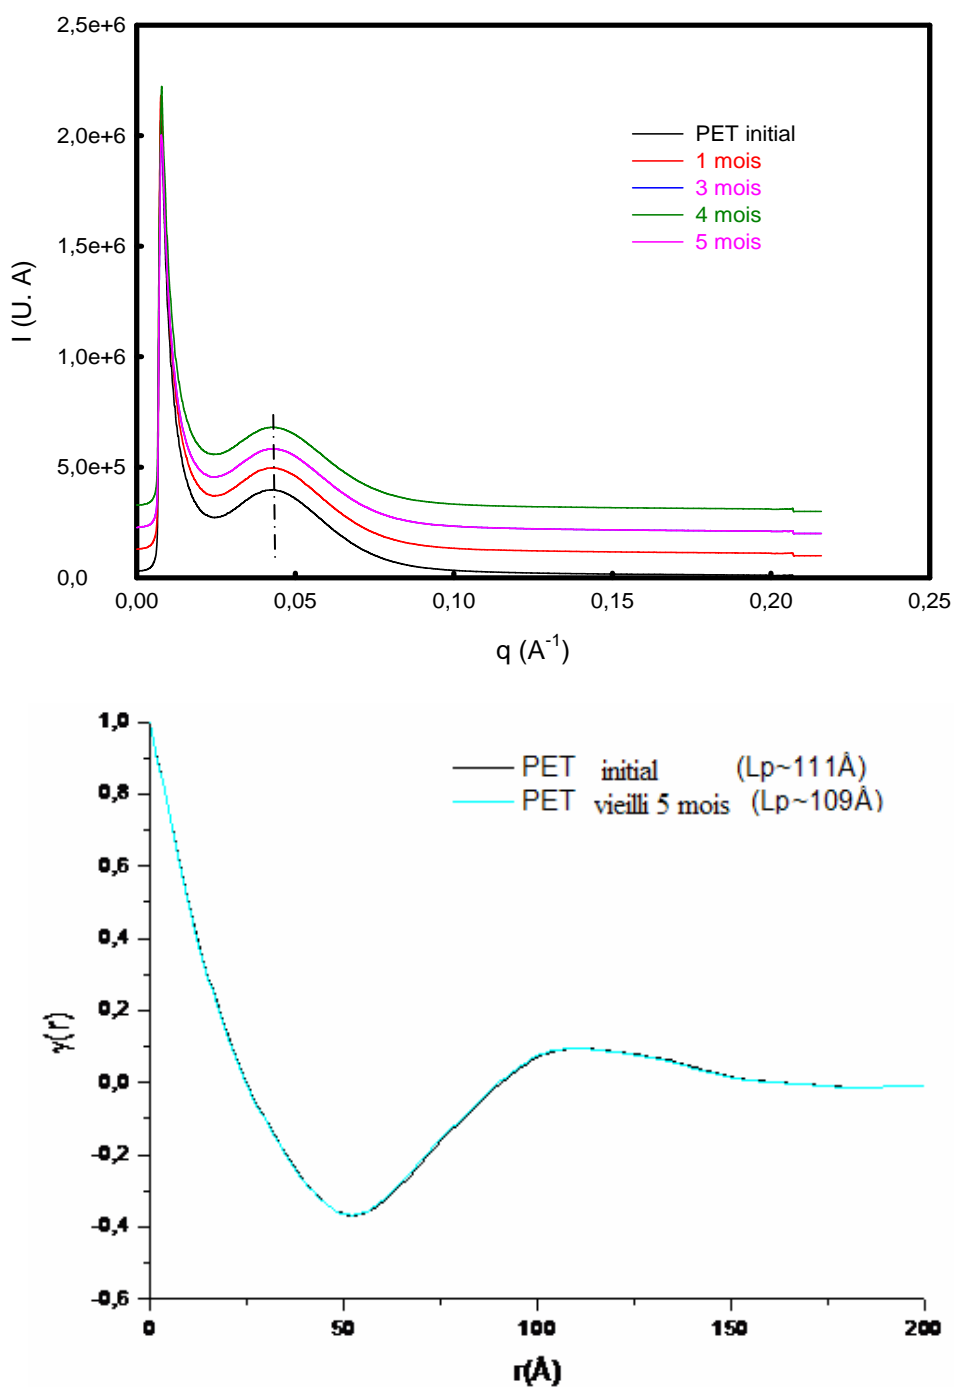 2,5e+6
2,0e+6
1,5e+6
1,0e+6
5,0e+5
0,0
I (U. A)
PET initial
1 mois
3 mois
4 mois
5 mois
0,00 0,05 0,10 0,15 0,20 0,25
q (A-1)
1,0
0,8
0,6
0,4
0,2
0,0
-0,2
-0,4
-0,6
γ(r)
PET initial (Lp~111Å)
PET vieilli 5 mois (Lp~109Å)
0 50 100 150 200
r(Å)